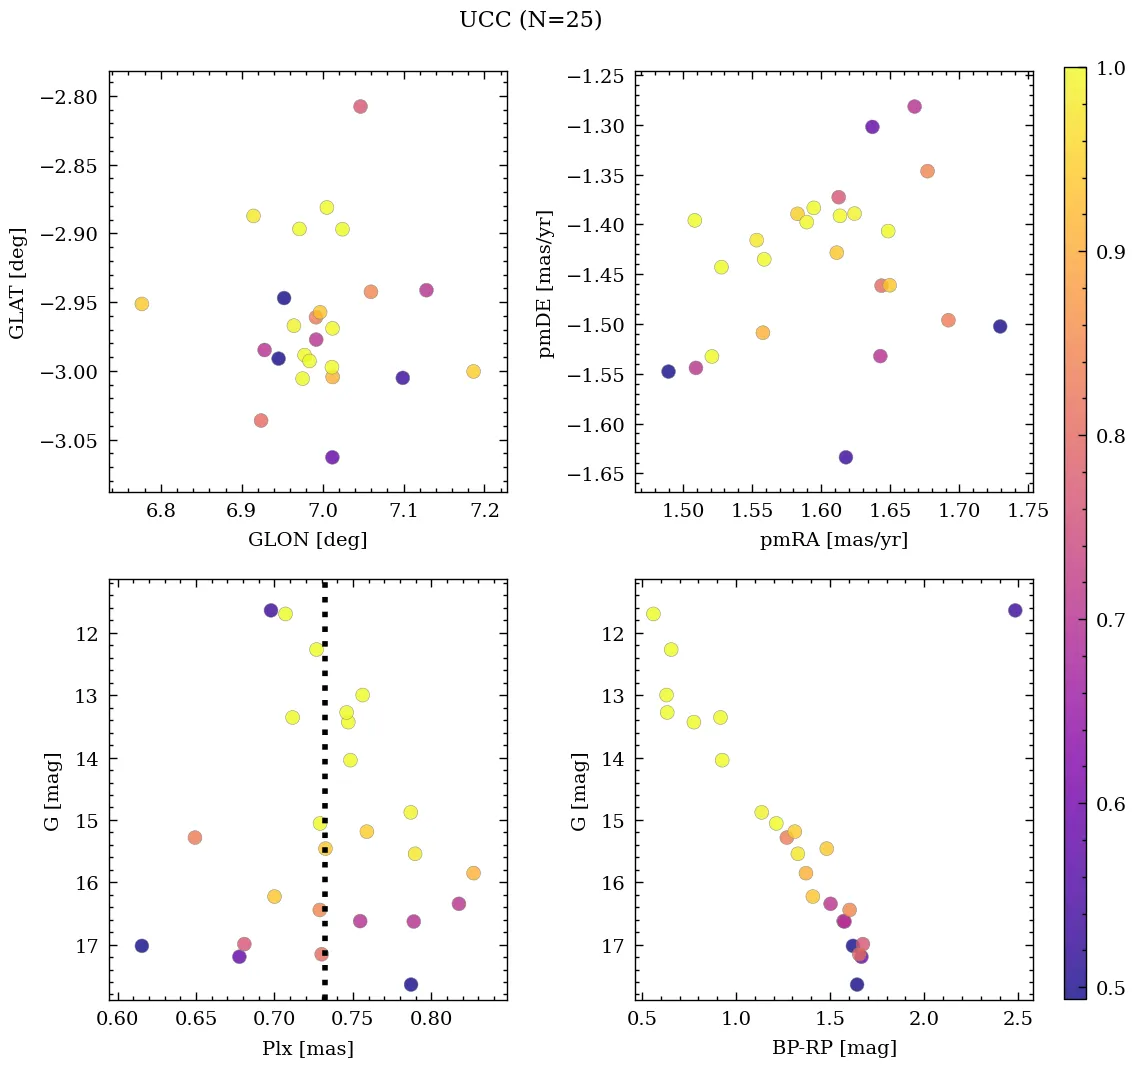 UCC (N=25)
−2.80
−2.85
−2.90
−2.95
−3.00
−3.05
GLAT [deg]
6.8 6.9 7.0 7.1 7.2
GLON [deg]
−1.25
−1.30
−1.35
−1.40
−1.45
−1.50
−1.55
−1.60
−1.65
pmDE [mas/yr]
1.50 1.55 1.60 1.65 1.70 1.75
pmRA [mas/yr]
12
13
14
15
16
17
G [mag]
0.60 0.65 0.70 0.75 0.80
Plx [mas]
12
13
14
15
16
17
G [mag]
0.5 1.0 1.5 2.0 2.5
BP-RP [mag]
1.0
0.9
0.8
0.7
0.6
0.5